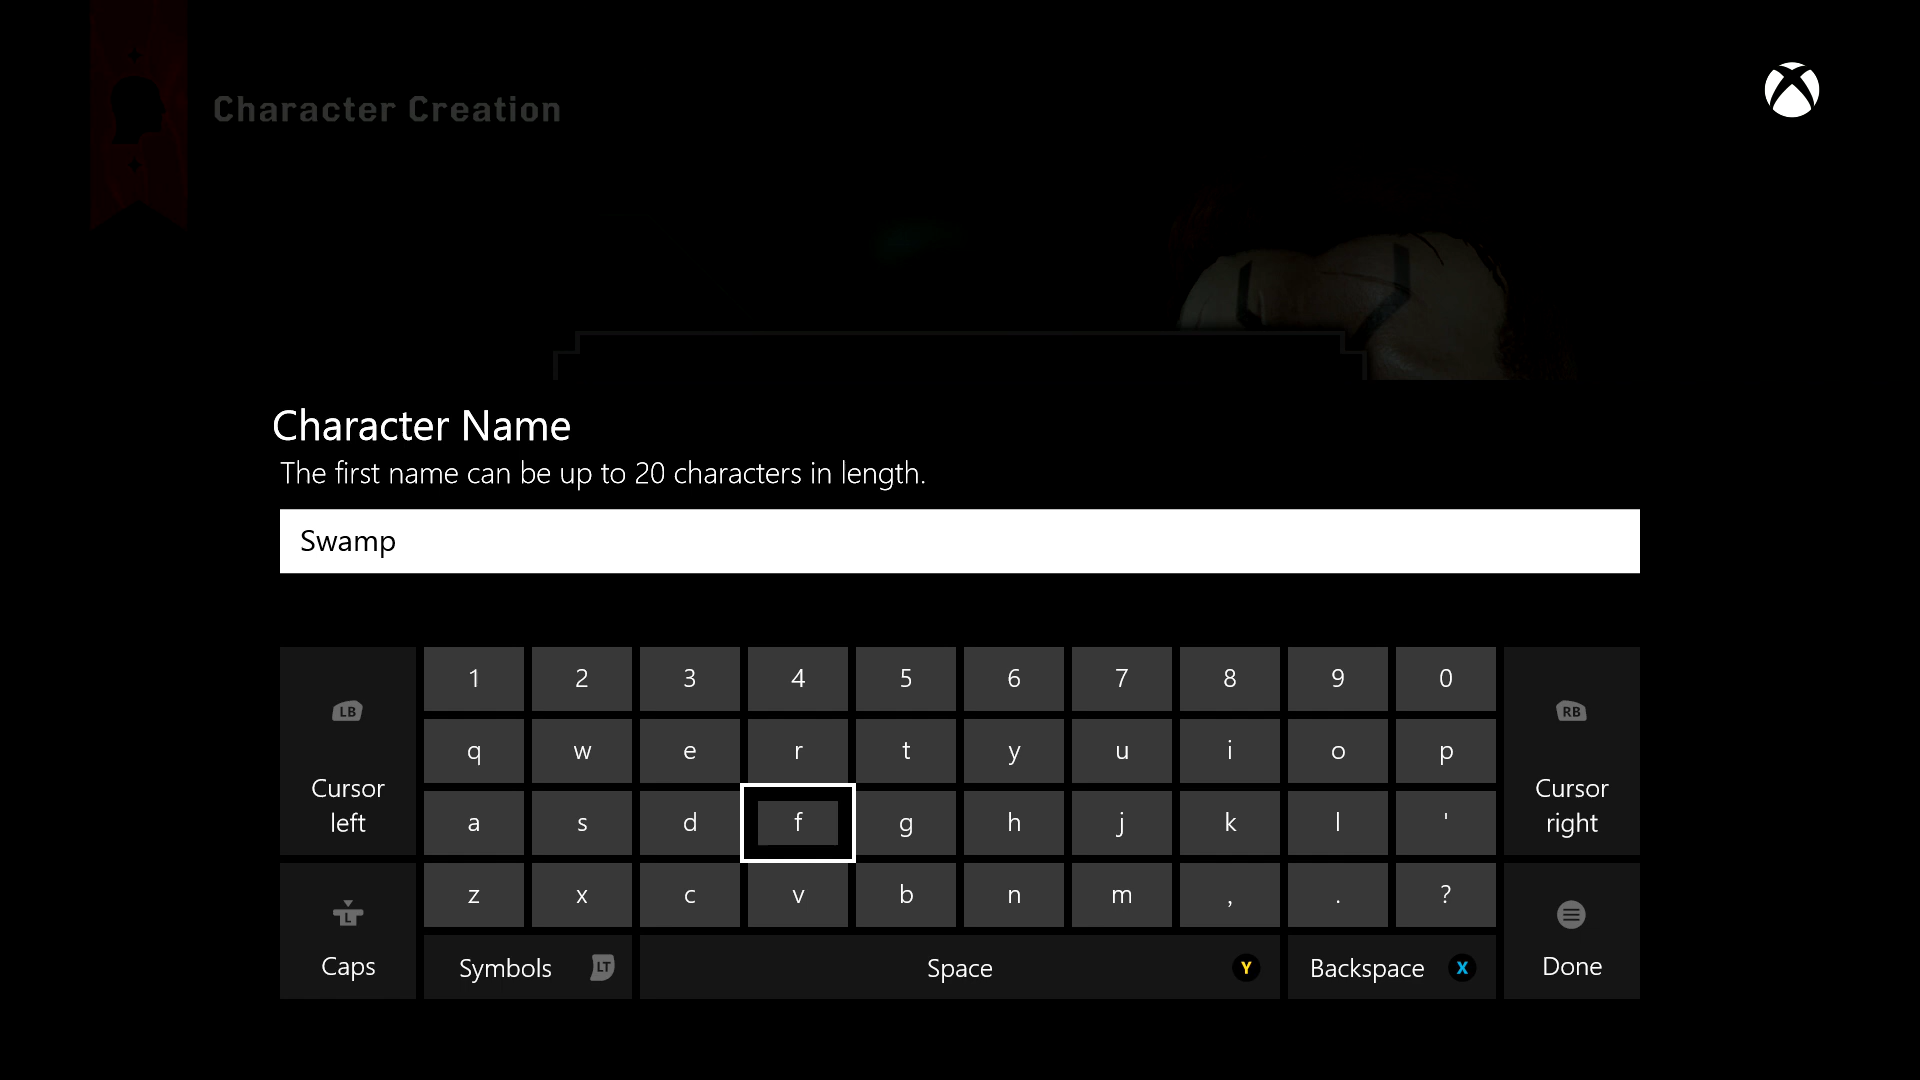 Character Creation
Character Name
The first name can be up to 20 characters in length.
Swamp
1 2 3 4 5 6 7 8 9 0
LB RB
q w e r t y u i o p
Cursor left
Cursor right
a s d f g h j k l '
z x c v b n m , . ?
L
Caps
Symbols LT Space Y Backspace X
Done